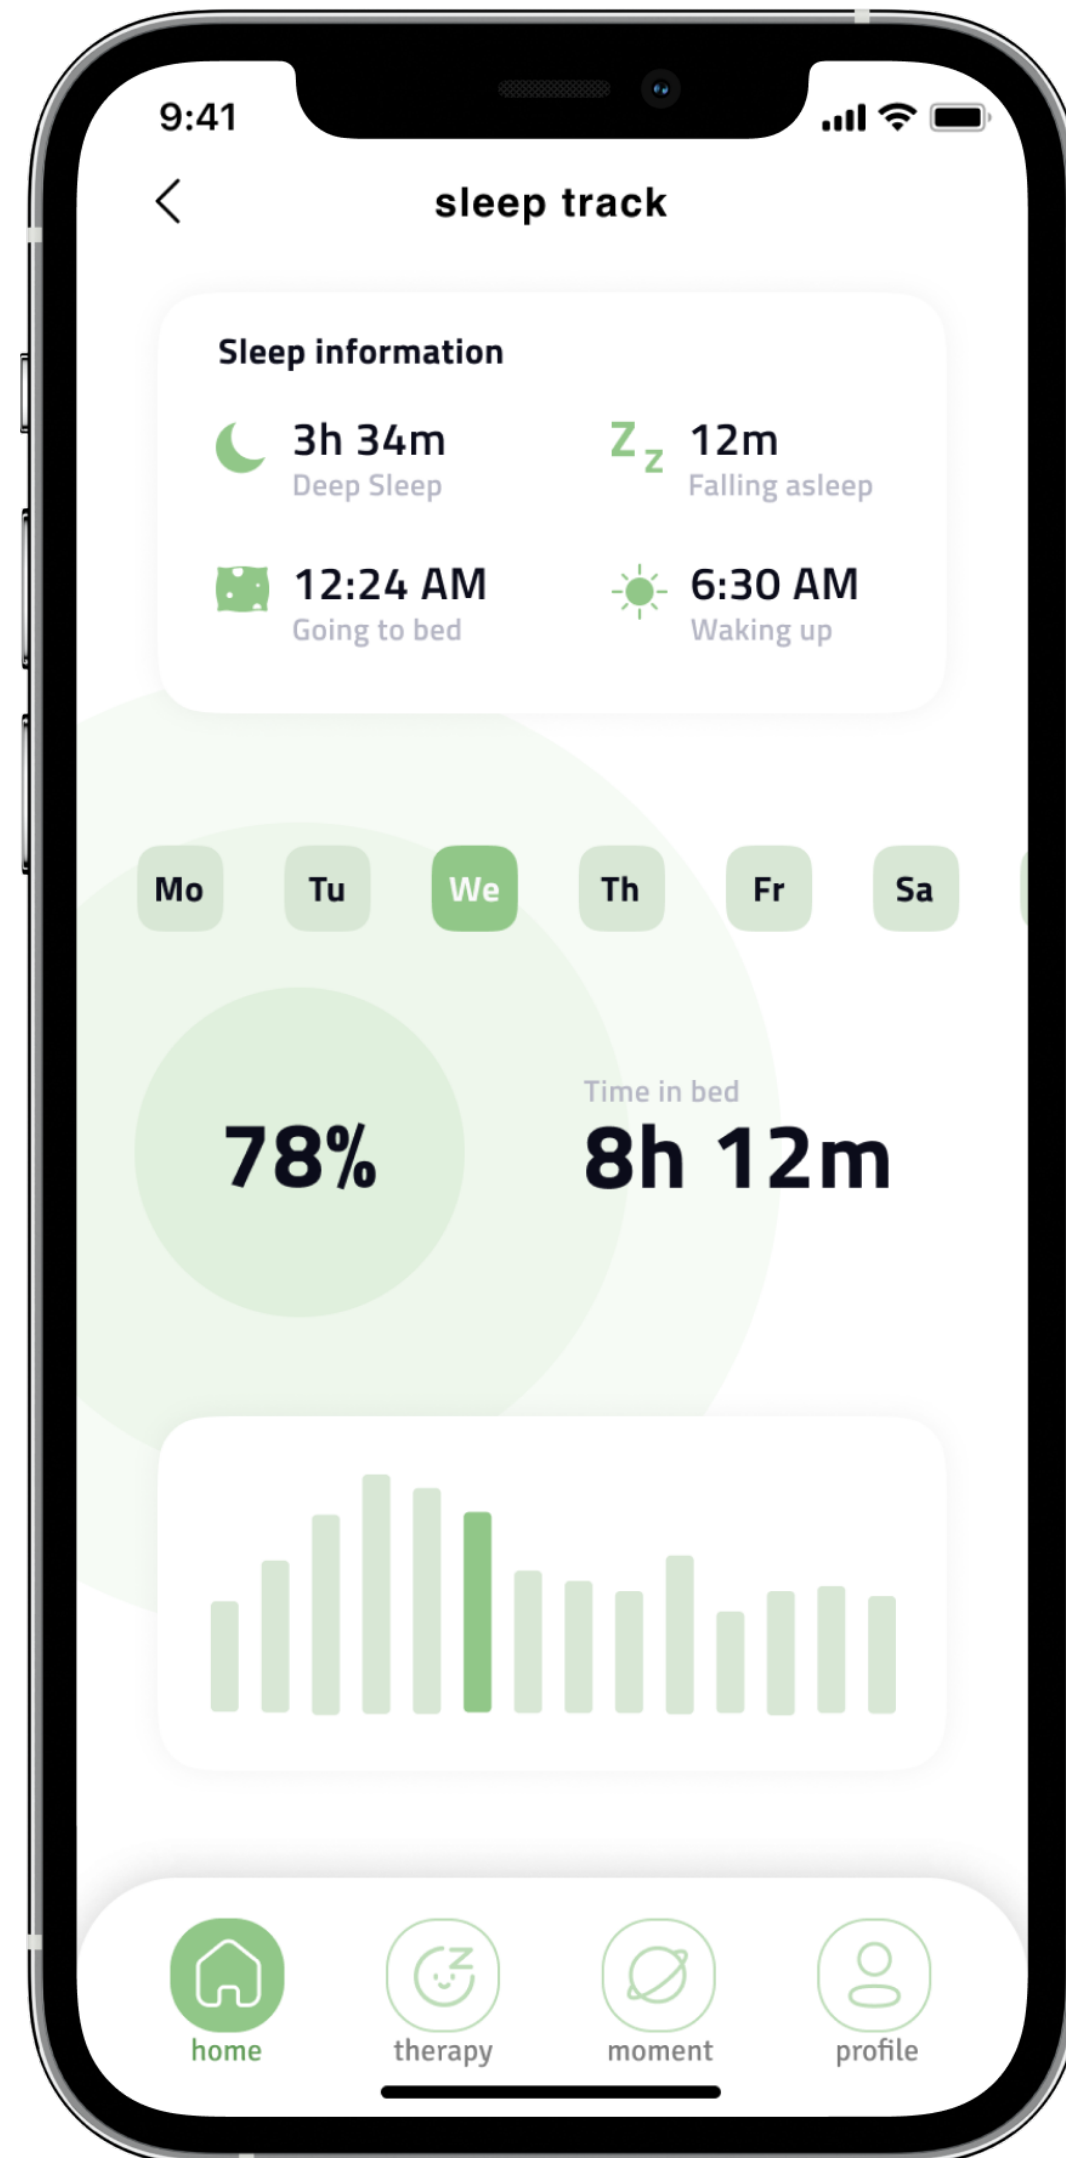 9:41
sleep track
Sleep information
3h 34m
Deep Sleep
Zz 12m
Falling asleep
12:24 AM
Going to bed
6:30 AM
Waking up
Mo Tu We Th Fr Sa
78%
Time in bed
8h 12m
home therapy moment profile